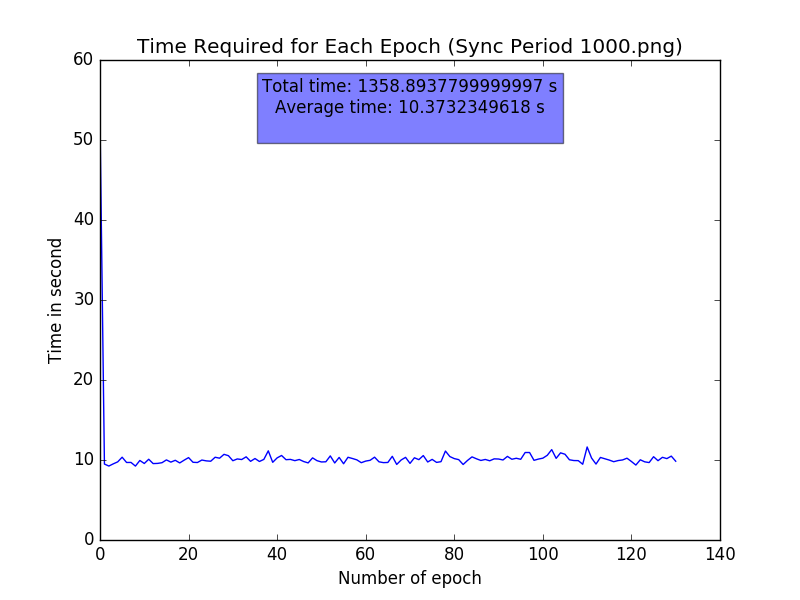 Time Required for Each Epoch (Sync Period 1000.png)
Total time: 1358.8937799999997 s
Average time: 10.3732349618 s
60
50
40
30
20
10
0
Time in second
0 20 40 60 80 100 120 140
Number of epoch